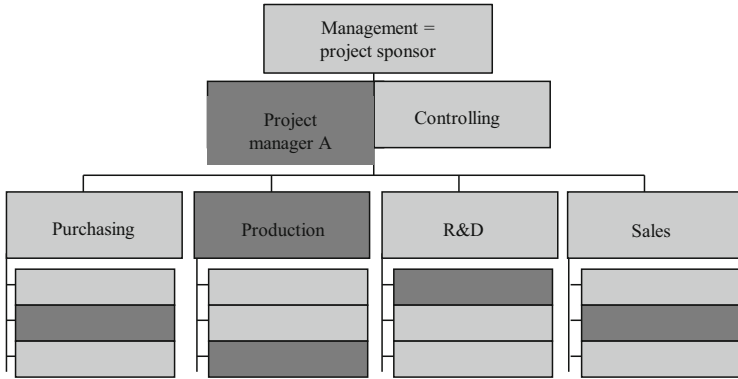 Management =
project sponsor
Project
manager A
Controlling
Purchasing
Production
R&D
Sales